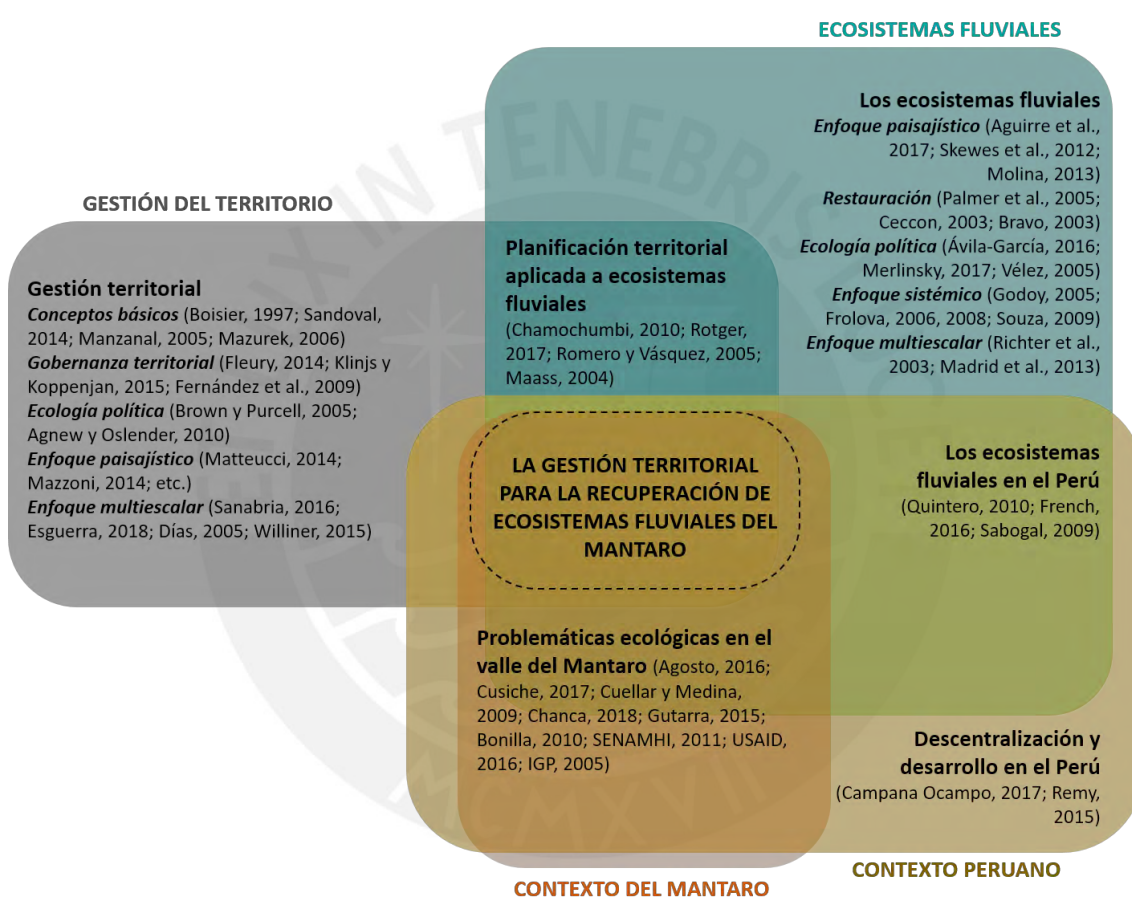 ECOSISTEMAS FLUVIALES
Los ecosistemas fluviales
Enfoque paisajístico (Aguirre et al.,
2017; Skewes et al., 2012;
Molina, 2013)
Restauración (Palmer et al., 2005;
Ceccon, 2003; Bravo, 2003)
Ecología política (Ávila-García, 2016;
Merlinsky, 2017; Vélez, 2005)
Enfoque sistémico (Godoy, 2005;
Frolova, 2006, 2008; Souza, 2009)
Enfoque multiescalar (Richter et al.,
2003; Madrid et al., 2013)
GESTIÓN DEL TERRITORIO
Gestión territorial
Conceptos básicos (Boisier, 1997; Sandoval,
2014; Manzanal, 2005; Mazurek, 2006)
Gobernanza territorial (Fleury, 2014; Klinjs y
Koppenjan, 2015; Fernández et al., 2009)
Ecología política (Brown y Purcell, 2005;
Agnew y Oslender, 2010)
Enfoque paisajístico (Matteucci, 2014;
Mazzoni, 2014; etc.)
Enfoque multiescalar (Sanabria, 2016;
Esguerra, 2018; Días, 2005; Williner, 2015)
Planificación territorial
aplicada a ecosistemas
fluviales
(Chamochumbi, 2010; Rotger,
2017; Romero y Vásquez, 2005;
Maass, 2004)
LA GESTIÓN TERRITORIAL
PARA LA RECUPERACIÓN DE
ECOSISTEMAS FLUVIALES DEL
MANTARO
Los ecosistemas
fluviales en el Perú
(Quintero, 2010; French,
2016; Sabogal, 2009)
Problemáticas ecológicas en el
valle del Mantaro (Agosto, 2016;
Cusiche, 2017; Cuellar y Medina,
2009; Chanca, 2018; Gutarra, 2015;
Bonilla, 2010; SENAMHI, 2011; USAID,
2016; IGP, 2005)
Descentralización y
desarrollo en el Perú
(Campana Ocampo, 2017; Remy,
2015)
CONTEXTO PERUANO
CONTEXTO DEL MANTARO
IN TENEBRIS
MCMXVII